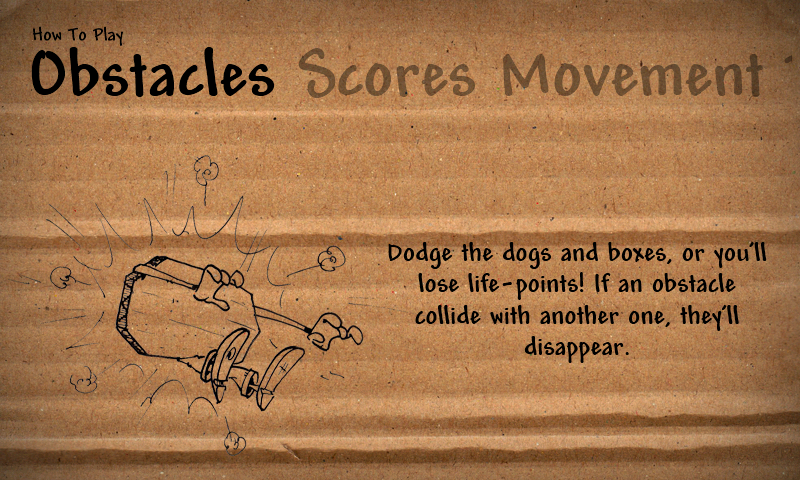 How To Play
Obstacles Scores Movement
Dodge the dogs and boxes, or you'll
lose life-points! If an obstacle
collide with another one, they'll
disappear.